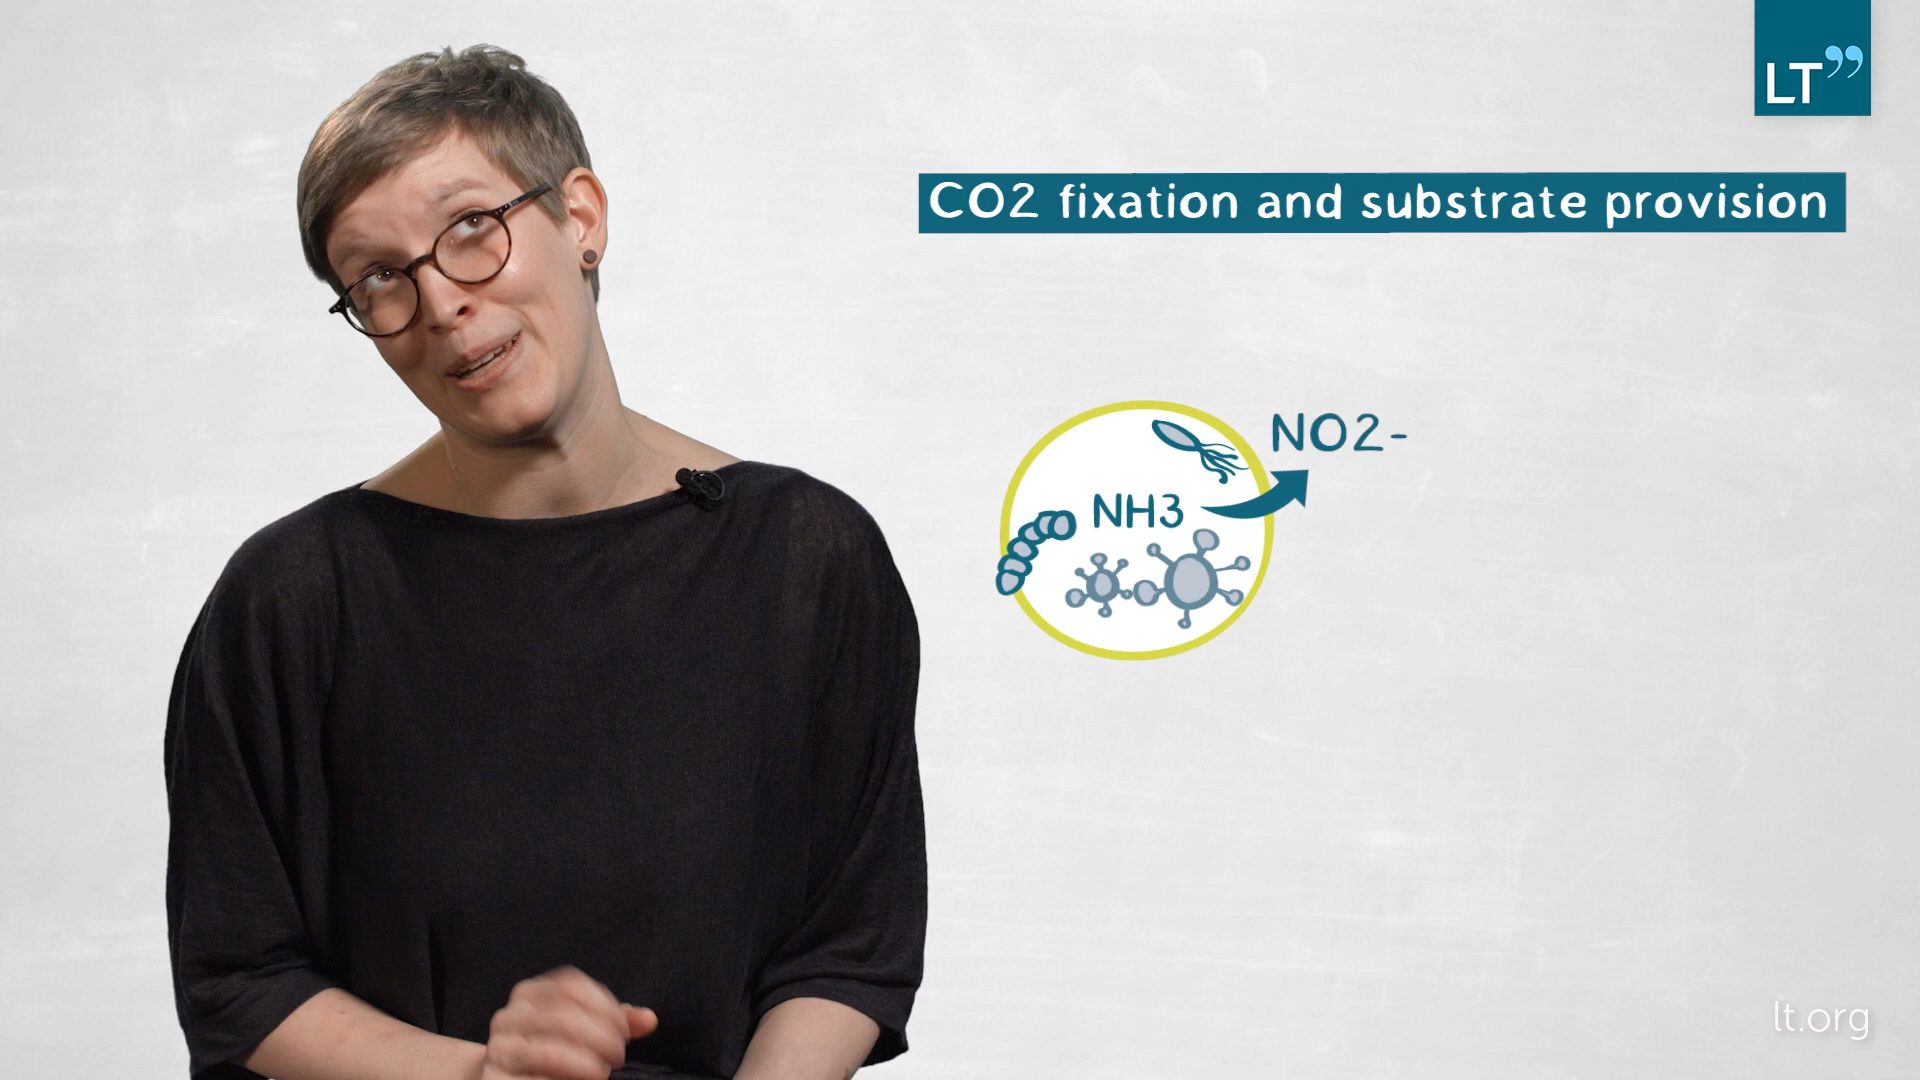 LT”
CO2 fixation and substrate provision
NO2-
NH3
lt.org